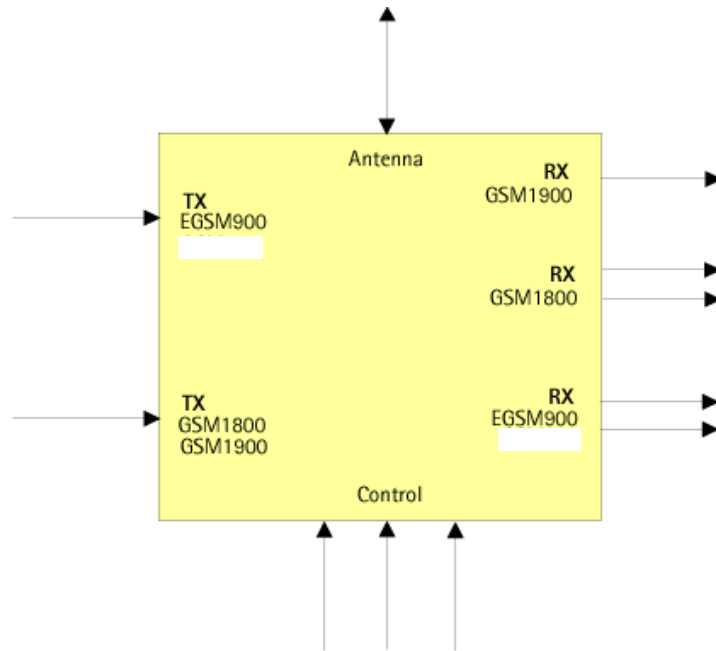 Antenna
TX
EGSM900
RX
GSM1900
RX
GSM1800
TX
GSM1800
GSM1900
RX
EGSM900
Control